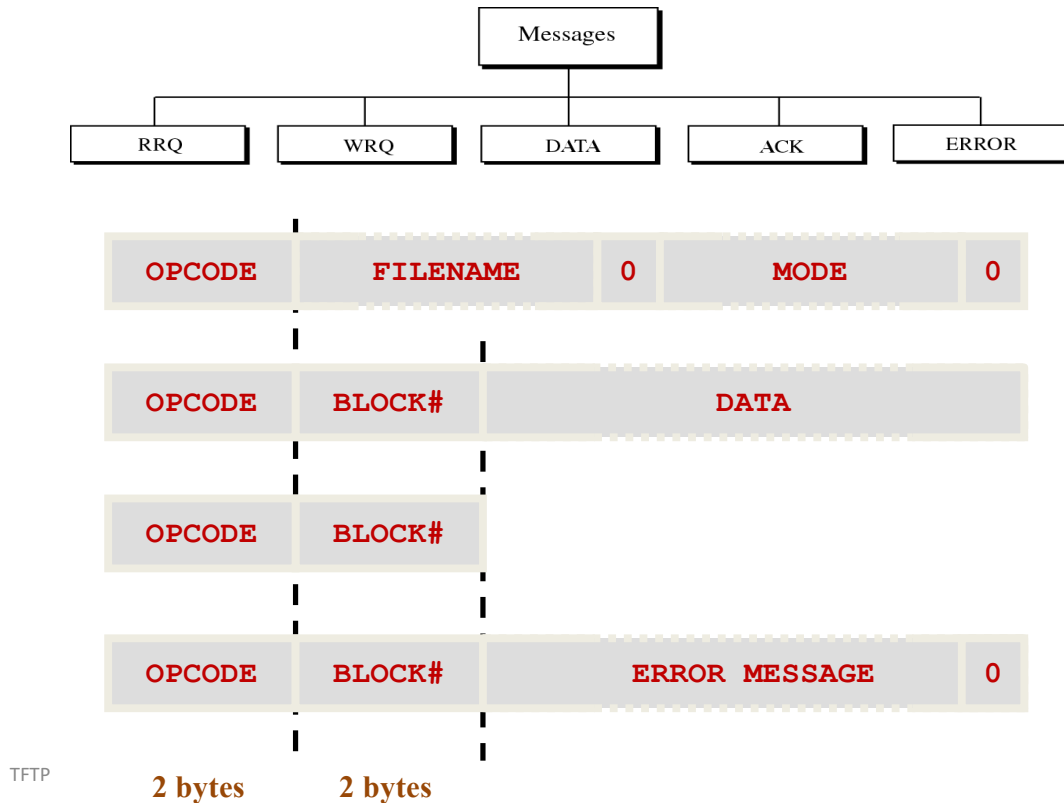 Messages
RRQ WRQ DATA ACK ERROR
OPCODE FILENAME 0 MODE 0
OPCODE BLOCK# DATA
OPCODE BLOCK#
OPCODE BLOCK# ERROR MESSAGE 0
TFTP
2 bytes 2 bytes